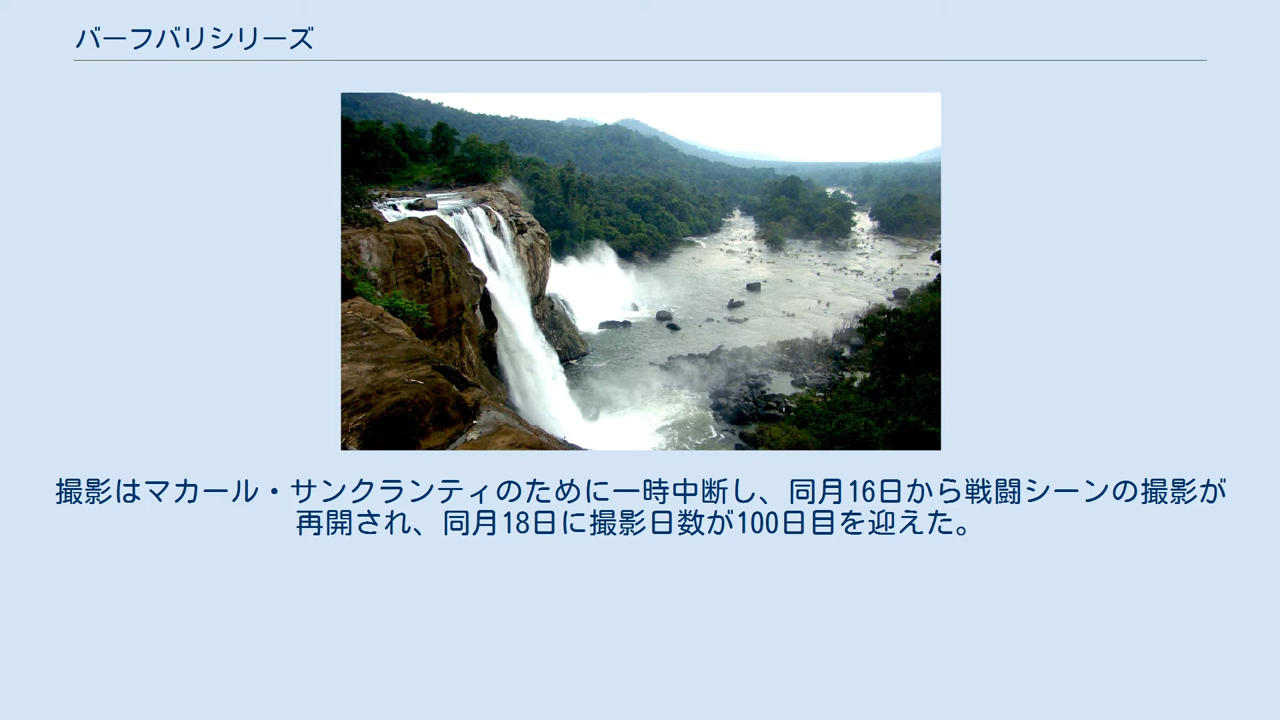 バーフバリシリーズ
撮影はマカール・サンクランティのために一時中断し、同月16日から戦闘シーンの撮影が
再開され、同月18日に撮影日数が100日目を迎えた。